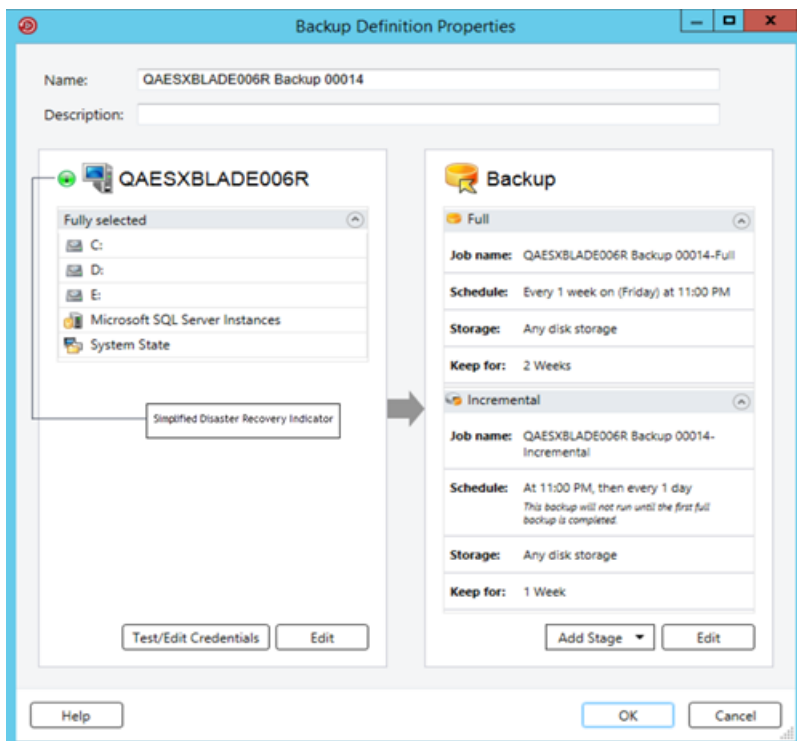 Backup Definition Properties
Name: QAESXBLADE006R Backup 00014
Description:
QAESXBLADE006R
Fully selected
C:
D:
E:
Microsoft SQL Server Instances
System State
Simplified Disaster Recovery Indicator
Test/Edit Credentials
Edit
Backup
Full
Job name: QAESXBLADE006R Backup 00014-Full
Schedule: Every 1 week on (Friday) at 11:00 PM
Storage: Any disk storage
Keep for: 2 Weeks
Incremental
Job name: QAESXBLADE006R Backup 00014-
Incremental
Schedule: At 11:00 PM, then every 1 day
This backup will not run until the first full
backup is completed.
Storage: Any disk storage
Keep for: 1 Week
Add Stage
Edit
Help
OK
Cancel